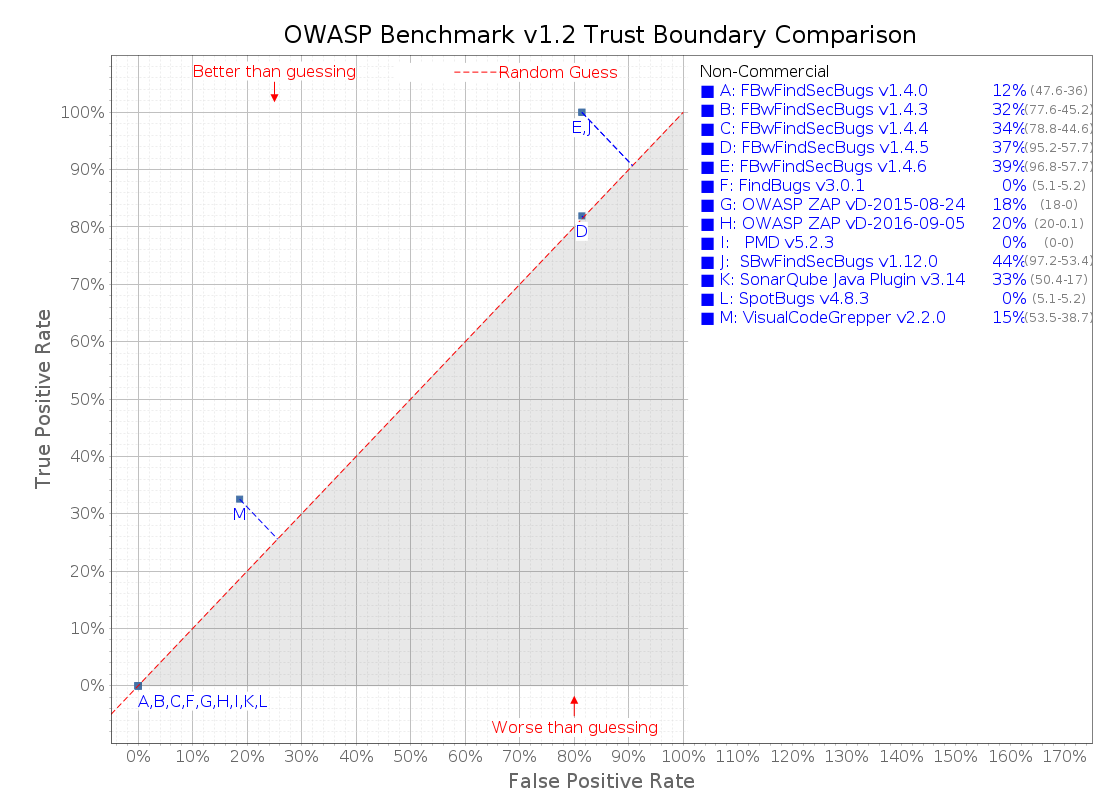 OWASP Benchmark v1.2 Trust Boundary Comparison
Better than guessing
Random Guess
Non-Commercial
A: FBwFindSecBugs v1.4.0 12% (47.6-36)
B: FBwFindSecBugs v1.4.3 32% (77.6-45.2)
C: FBwFindSecBugs v1.4.4 34% (78.8-44.6)
D: FBwFindSecBugs v1.4.5 37% (95.2-57.7)
E: FBwFindSecBugs v1.4.6 39% (96.8-57.7)
F: FindBugs v3.0.1 0% (5.1-5.2)
G: OWASP ZAP vD-2015-08-24 18% (18-0)
H: OWASP ZAP vD-2016-09-05 20% (20-0.1)
I: PMD v5.2.3 0% (0-0)
J: SBwFindSecBugs v1.12.0 44% (97.2-53.4)
K: SonarQube Java Plugin v3.14 33% (50.4-17)
L: SpotBugs v4.8.3 0% (5.1-5.2)
M: VisualCodeGrepper v2.2.0 15% (53.5-38.7)
True Positive Rate
100%
90%
80%
70%
60%
50%
40%
30%
20%
10%
0%
E,J
D
M
A,B,C,F,G,H,I,K,L
Worse than guessing
0% 10% 20% 30% 40% 50% 60% 70% 80% 90% 100% 110% 120% 130% 140% 150% 160% 170%
False Positive Rate